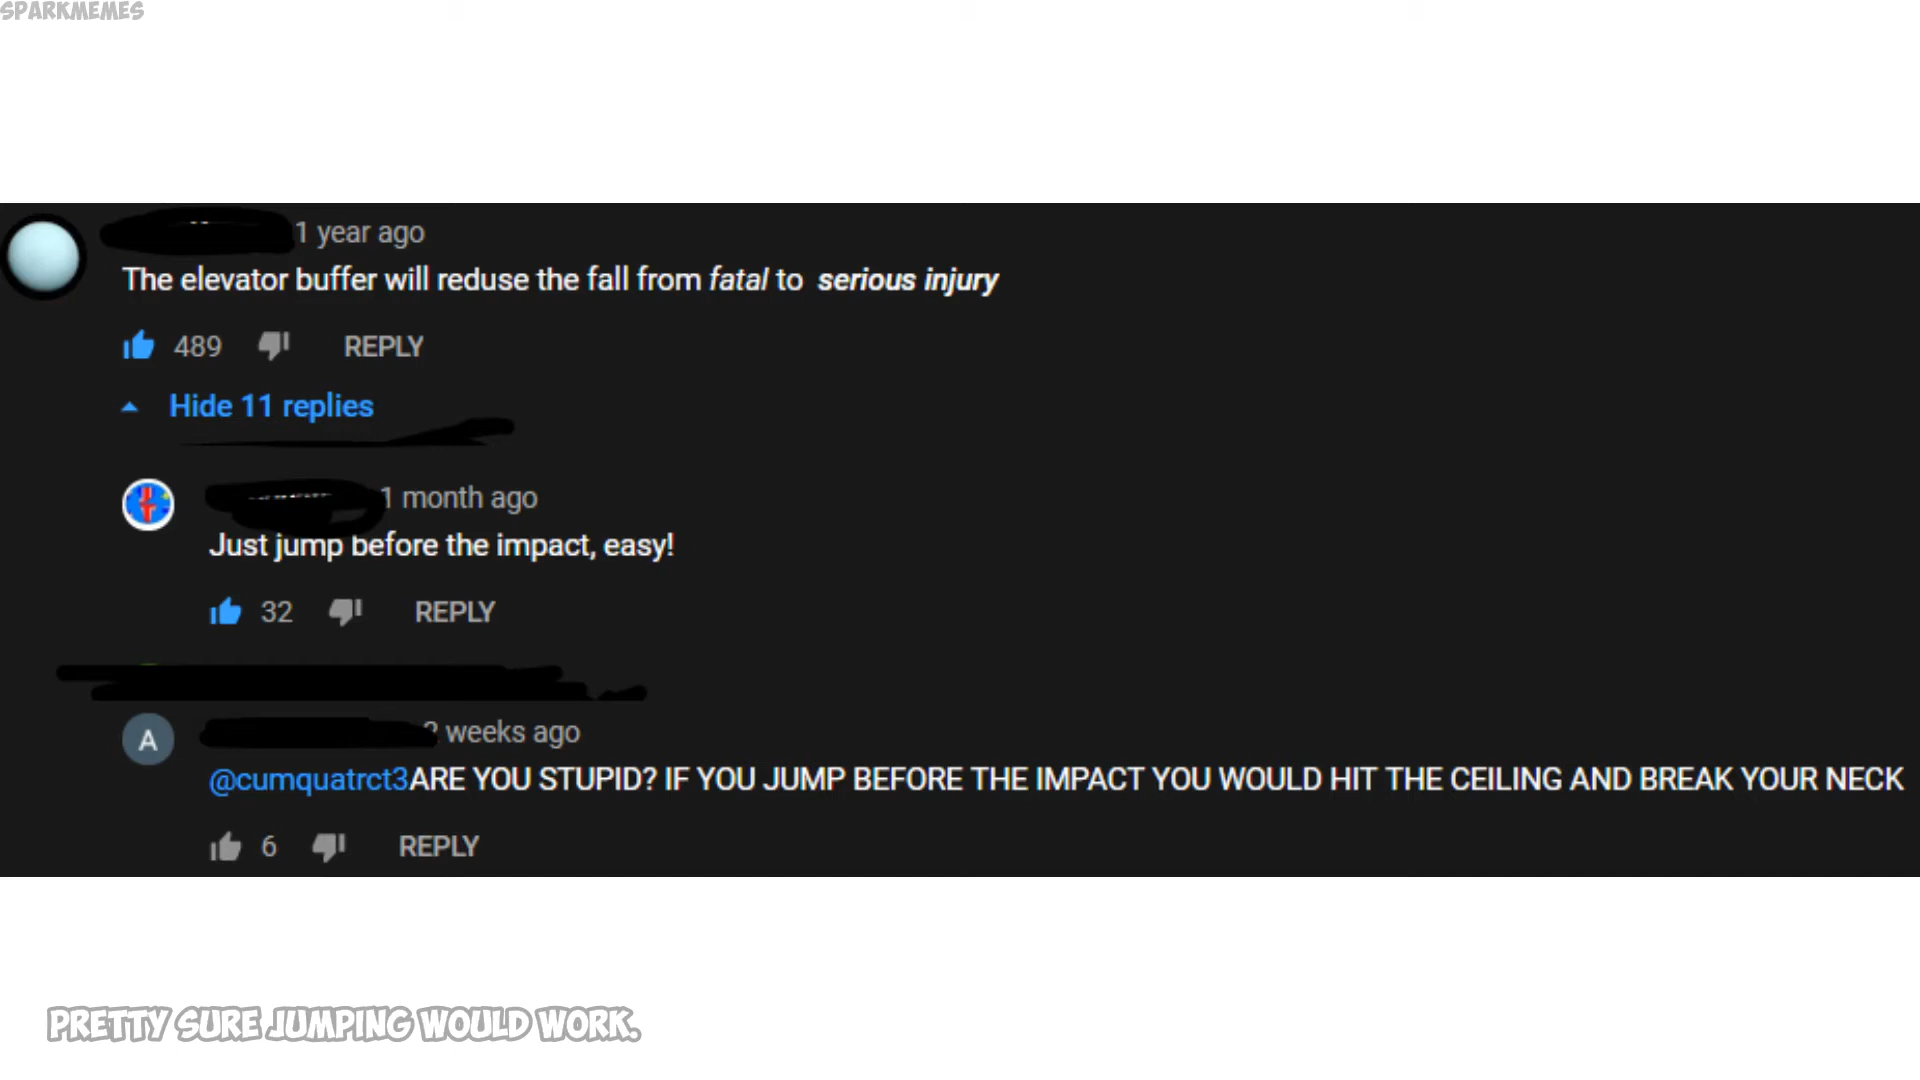 SPARKMEMES
1 year ago
The elevator buffer will reduse the fall from fatal to serious injury
489 REPLY
Hide 11 replies
1 month ago
Just jump before the impact, easy!
32 REPLY
A
weeks ago
@cumquatrct3ARE YOU STUPID? IF YOU JUMP BEFORE THE IMPACT YOU WOULD HIT THE CEILING AND BREAK YOUR NECK
6 REPLY
PRETTY SURE JUMPING WOULD WORK.